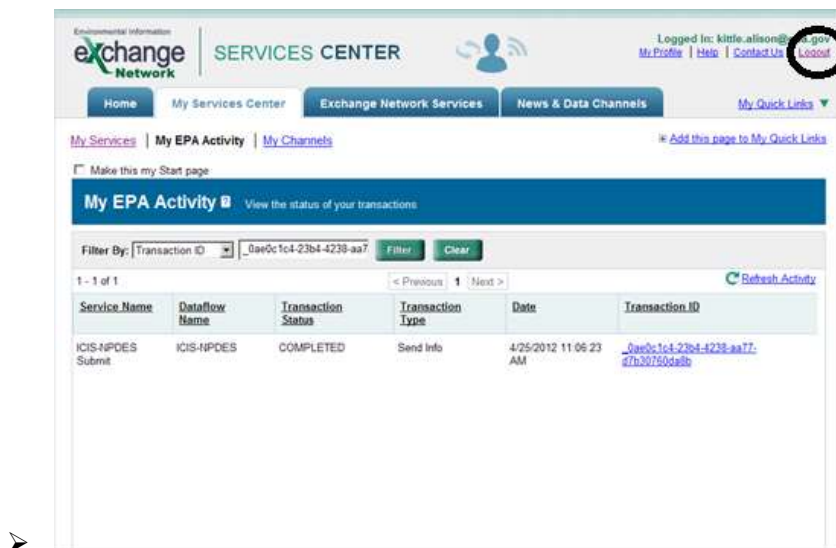 Environmental Information
eXchange Network
SERVICES CENTER
Logged In: kittle.alison@ .gov
My Profile | Help | Contact Us | Logout
Home
My Services Center
Exchange Network Services
News & Data Channels
My Quick Links ▼
My Services | My EPA Activity | My Channels
Add this page to My Quick Links
Make this my Start page
My EPA Activity ? View the status of your transactions
Filter By: Transaction ID _0ae0c1c4-23b4-4238-aa7 Filter Clear
1 - 1 of 1
< Previous 1 Next >
Refresh Activity
Service Name Dataflow Name Transaction Status Transaction Type Date Transaction ID
ICIS-NPDES Submit ICIS-NPDES COMPLETED Send Info 4/25/2012 11:06:23 AM _0ae0c1c4-23b4-4238-aa77-d7b30760da8b